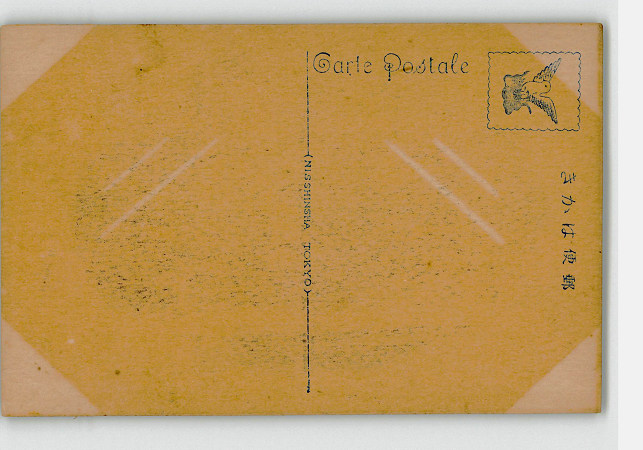 Carte Postale
(NISSHINSHA TOKYO)
郵便はかき